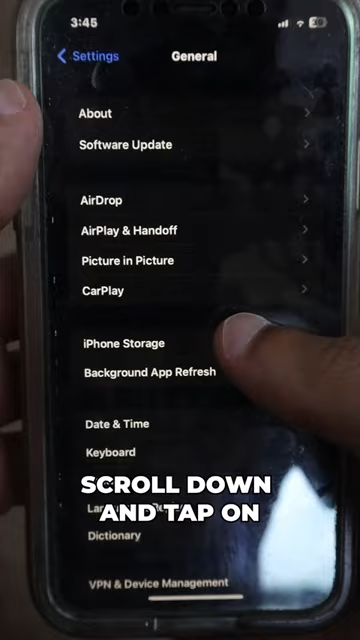 3:45
Settings
General
About
Software Update
AirDrop
AirPlay & Handoff
Picture in Picture
CarPlay
iPhone Storage
Background App Refresh
Date & Time
Keyboard
SCROLL DOWN
AND TAP ON
Dictionary
VPN & Device Management